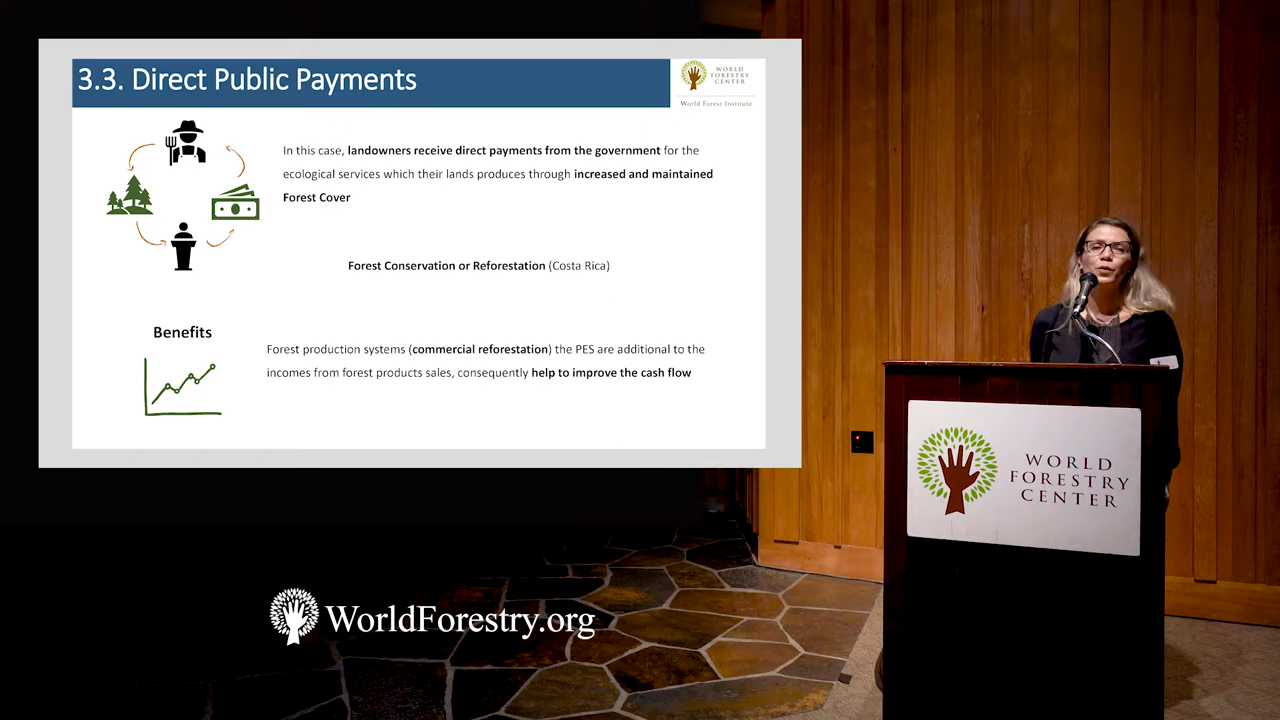 3.3. Direct Public Payments
WORLD
FORESTRY
CENTER
World Forest Institute
In this case, landowners receive direct payments from the government for the
ecological services which their lands produces through increased and maintained
Forest Cover
Forest Conservation or Reforestation (Costa Rica)
Benefits
Forest production systems (commercial reforestation) the PES are additional to the
incomes from forest products sales, consequently help to improve the cash flow
WORLD
FORESTRY
CENTER
WorldForestry.org